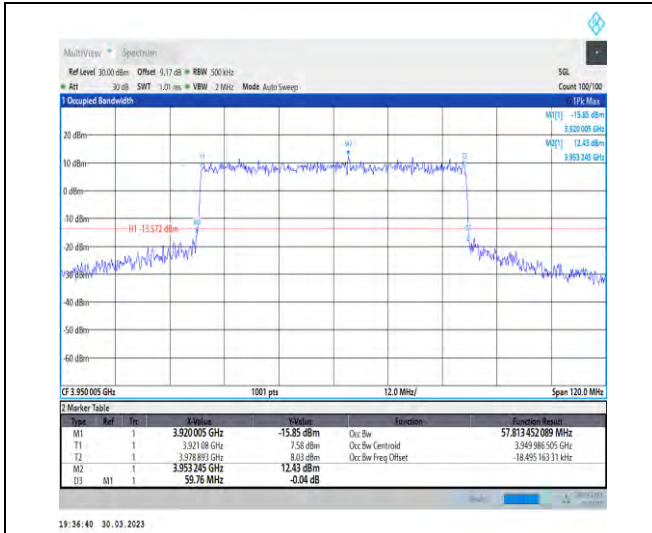 MultiView Spectrum
Ref Level 30.00 dBm Offset 9.17 dB RBW 500 kHz SGL
Att 30 dB SWT 1.01 ms VBW 2 MHz Mode Auto Sweep Count 100/100
1 Occupied Bandwidth 1Pk Max
M1[1] -15.85 dBm
3.920 005 GHz
M2[1] 12.43 dBm
3.953 245 GHz
20 dBm
M2
10 dBm
0 dBm
-10 dBm
H1 -13.572 dBm
-30 dBm
-40 dBm
-50 dBm
-60 dBm
CF 3.950 005 GHz 1001 pts 12.0 MHz/ Span 120.0 MHz
2 Marker Table
Type Ref Trc X-Value Y-Value Function Function Result
M1 1 3.920 005 GHz -15.85 dBm Occ Bw 57.813 452 089 MHz
T1 1 3.921 08 GHz 7.58 dBm Occ Bw Centroid 3.949 986 505 GHz
T2 1 3.978 893 GHz 8.03 dBm Occ Bw Freq Offset -18.495 163 31 kHz
M2 1 3.953 245 GHz 12.43 dBm
D3 M1 1 59.76 MHz -0.04 dB
19:36:40 30.03.2023